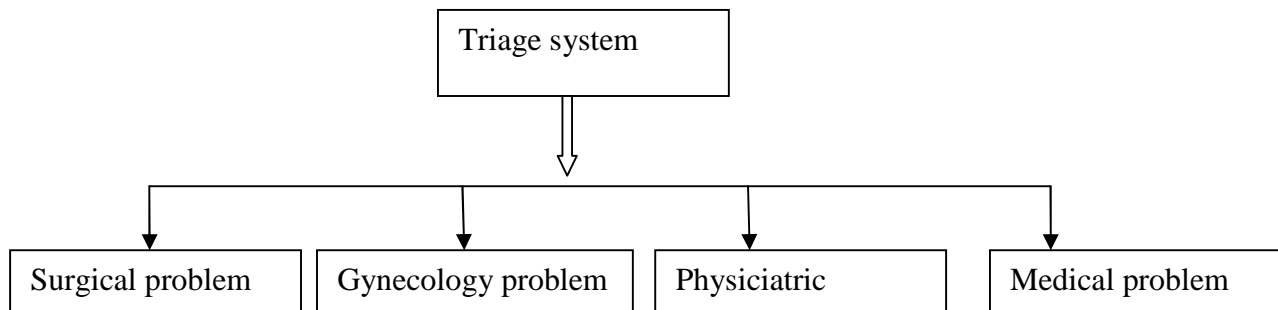 Triage system
Surgical problem
Gynecology problem
Physiciatric
Medical problem